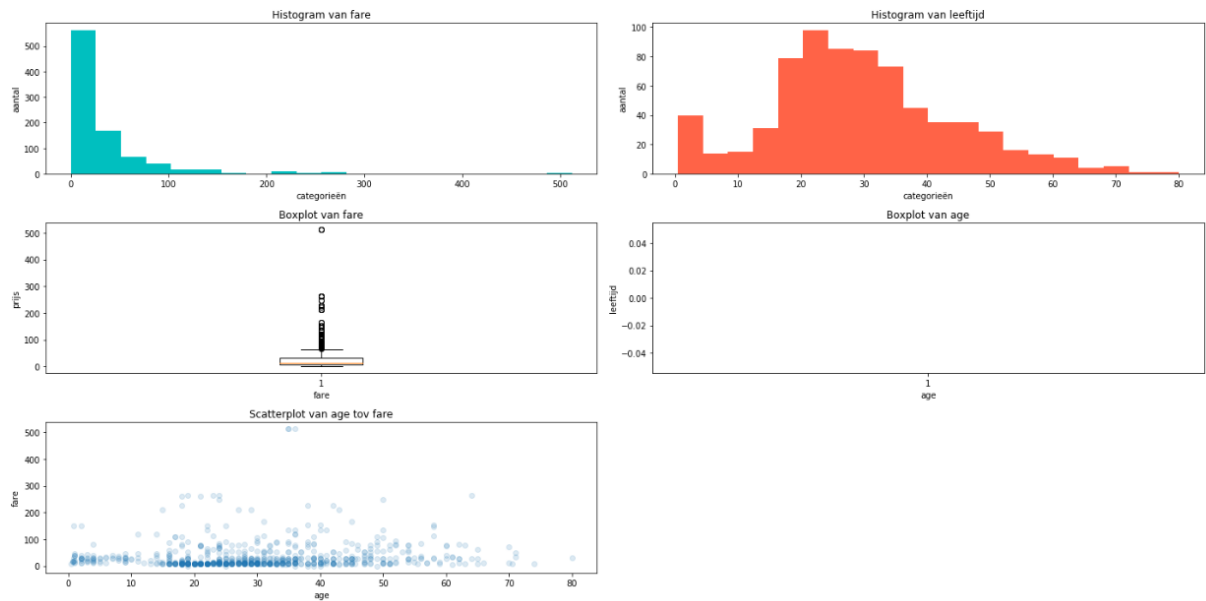 Histogram van fare
aantal
500
400
300
200
100
0
0 100 200 300 400 500
categorieën
Histogram van leeftijd
aantal
100
80
60
40
20
0
0 10 20 30 40 50 60 70 80
categorieën
Boxplot van fare
prijs
500
400
300
200
100
0
1
fare
Boxplot van age
leeftijd
0.04
0.02
0.00
−0.02
−0.04
1
age
Scatterplot van age tov fare
fare
500
400
300
200
100
0
0 10 20 30 40 50 60 70 80
age